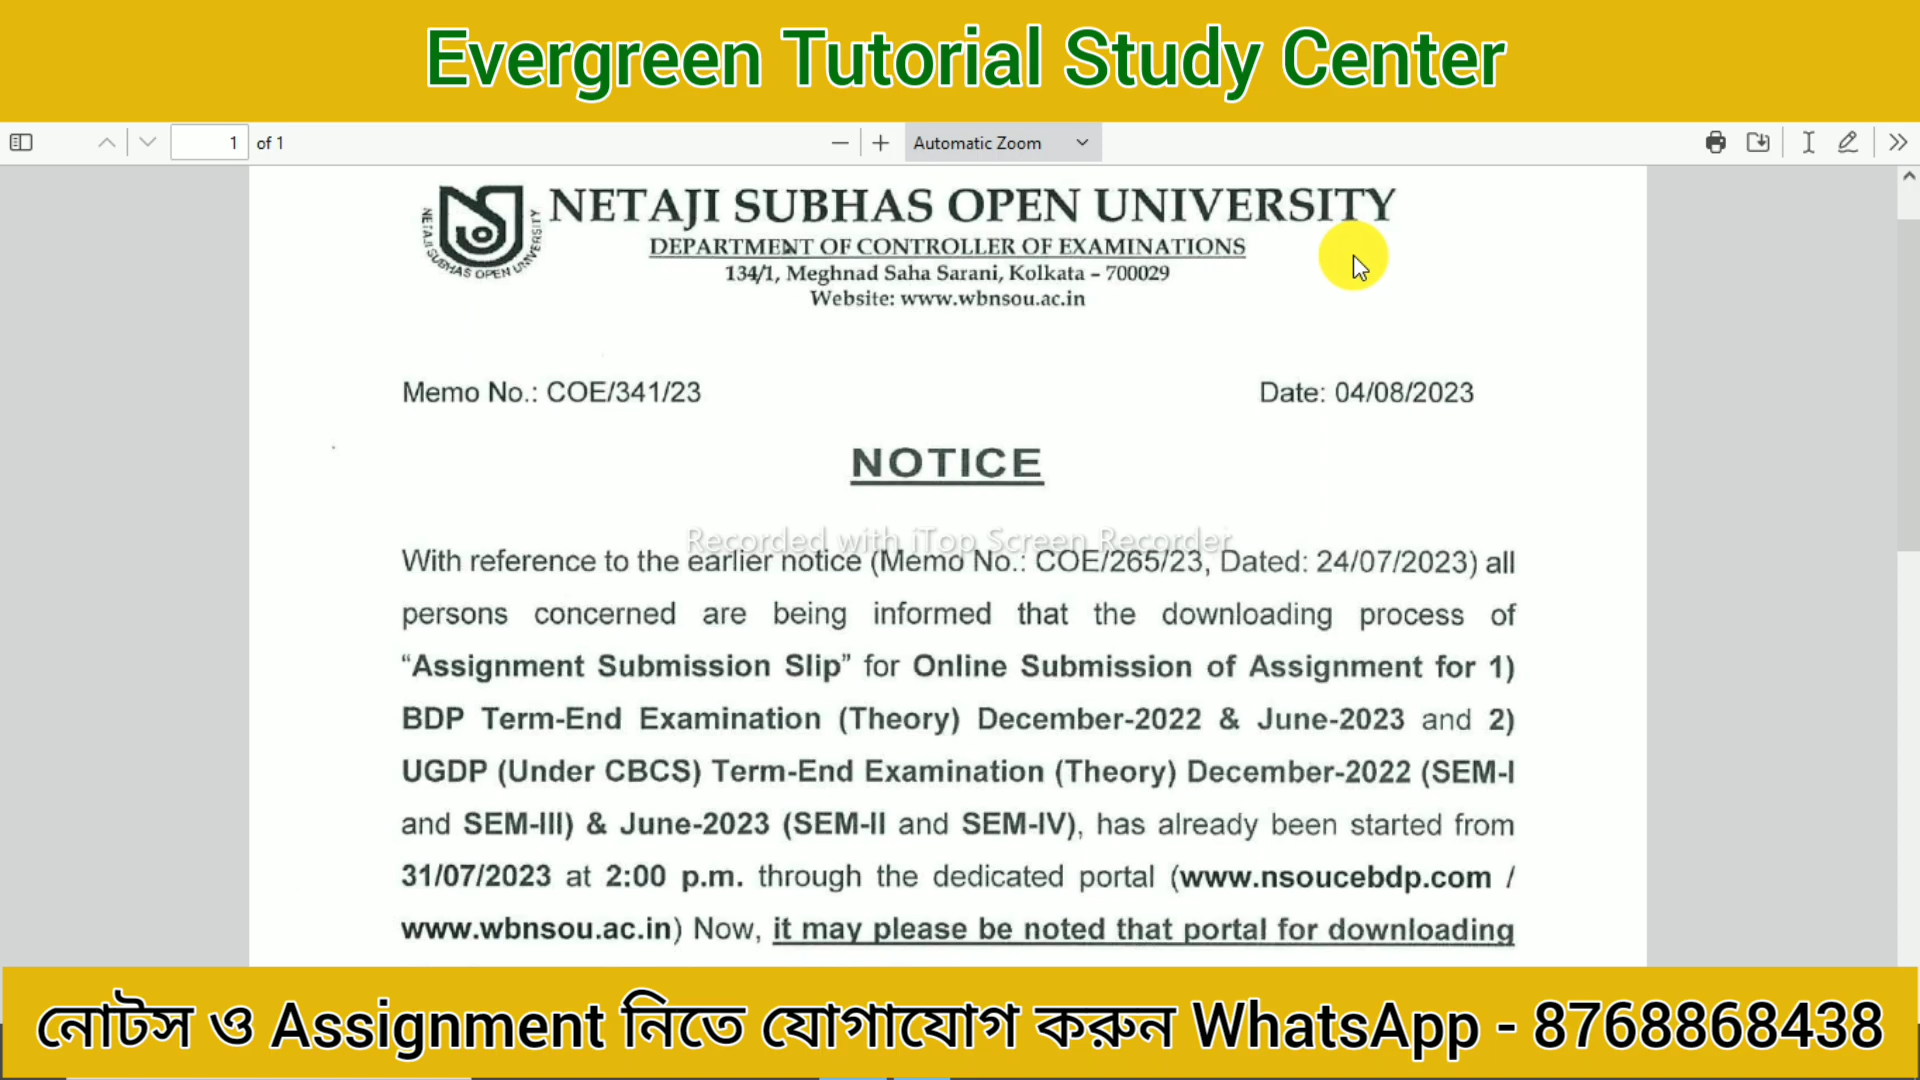 Evergreen Tutorial Study Center
1 of 1
Automatic Zoom
NETAJI SUBHAS OPEN UNIVERSITY
NETAJI SUBHAS OPEN UNIVERSITY
DEPARTMENT OF CONTROLLER OF EXAMINATIONS
134/1, Meghnad Saha Sarani, Kolkata – 700029
Website: www.wbnsou.ac.in
Memo No.: COE/341/23 Date: 04/08/2023
NOTICE
Recorded with iTop Screen Recorder
With reference to the earlier notice (Memo No.: COE/265/23, Dated: 24/07/2023) all
persons concerned are being informed that the downloading process of
“Assignment Submission Slip” for Online Submission of Assignment for 1)
BDP Term-End Examination (Theory) December-2022 & June-2023 and 2)
UGDP (Under CBCS) Term-End Examination (Theory) December-2022 (SEM-I
and SEM-III) & June-2023 (SEM-II and SEM-IV), has already been started from
31/07/2023 at 2:00 p.m. through the dedicated portal (www.nsoucebdp.com /
www.wbnsou.ac.in) Now, it may please be noted that portal for downloading
নোটস ও Assignment নিতে যোগাযোগ করুন WhatsApp - 8768868438